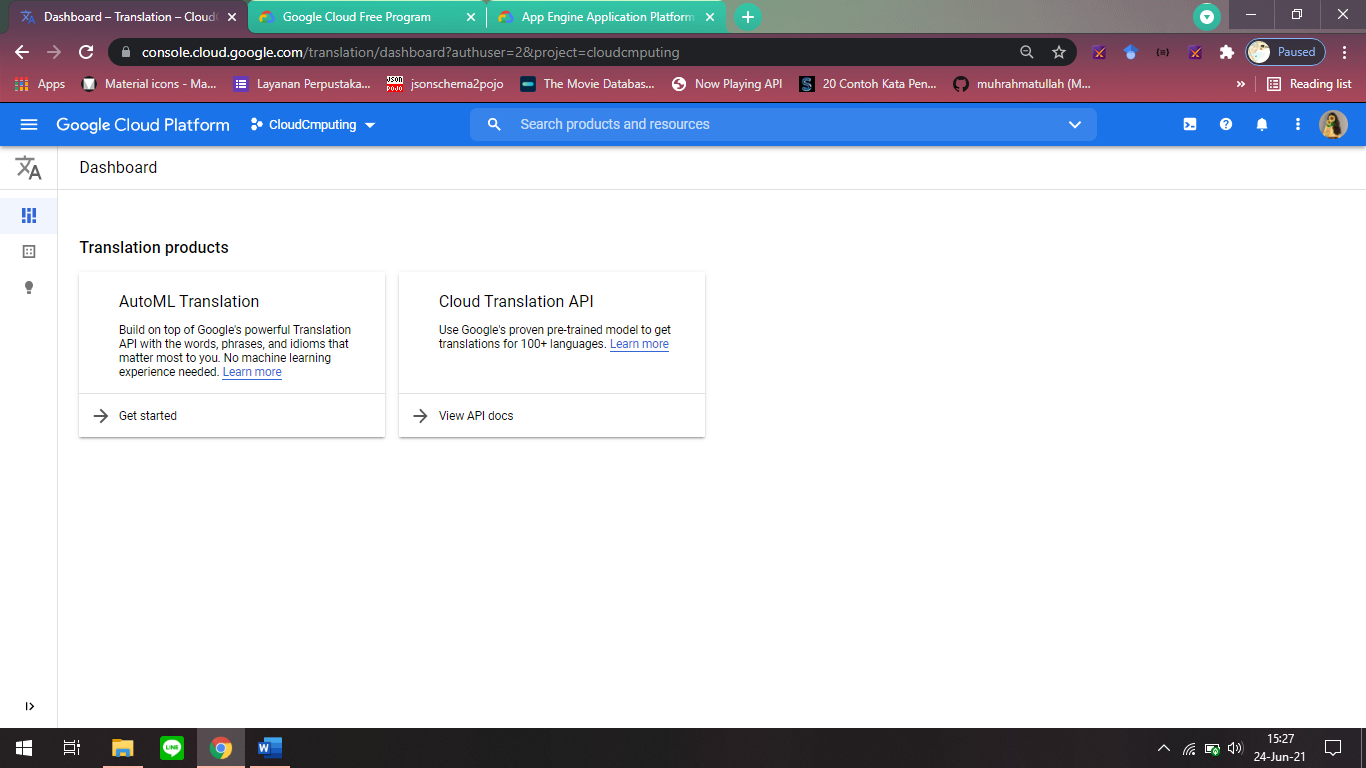 Dashboard – Translation – Cloud
Google Cloud Free Program
App Engine Application Platform
console.cloud.google.com/translation/dashboard?authuser=2&project=cloudcmputing
Paused
Apps
Material icons - Ma...
Layanan Perpustaka...
JSON
POJO
jsonschema2pojo
The Movie Databas...
Now Playing API
20 Contoh Kata Pen...
muhrahmatullah (M...
»
Reading list
Google Cloud Platform
CloudCmputing
Search products and resources
Dashboard
Translation products
AutoML Translation
Build on top of Google's powerful Translation
API with the words, phrases, and idioms that
matter most to you. No machine learning
experience needed. Learn more
Get started
Cloud Translation API
Use Google's proven pre-trained model to get
translations for 100+ languages. Learn more
View API docs
LINE
15:27
24-Jun-21